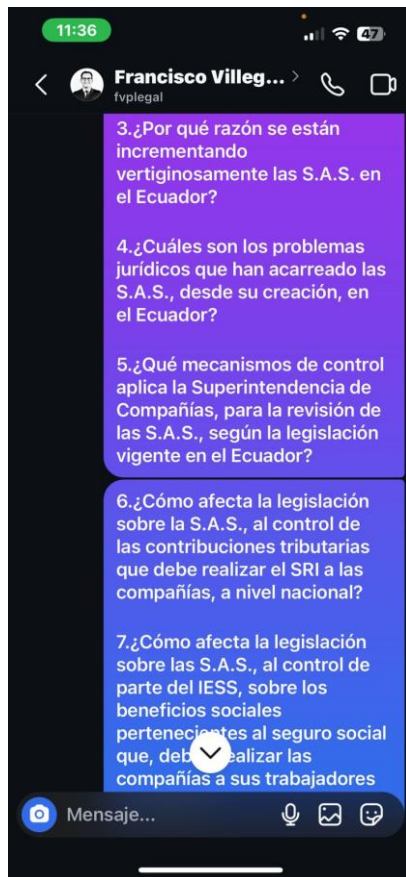 11:36
47
Francisco Villeg... >
fvplegal
3.¿Por qué razón se están
incrementando
vertiginosamente las S.A.S. en
el Ecuador?
4.¿Cuáles son los problemas
jurídicos que han acarreado las
S.A.S., desde su creación, en
el Ecuador?
5.¿Qué mecanismos de control
aplica la Superintendencia de
Compañías, para la revisión de
las S.A.S., según la legislación
vigente en el Ecuador?
6.¿Cómo afecta la legislación
sobre la S.A.S., al control de
las contribuciones tributarias
que debe realizar el SRI a las
compañías, a nivel nacional?
7.¿Cómo afecta la legislación
sobre las S.A.S., al control de
parte del IESS, sobre los
beneficios sociales
al seguro social
que, las
compañías a sus trabajadores
Mensaje...